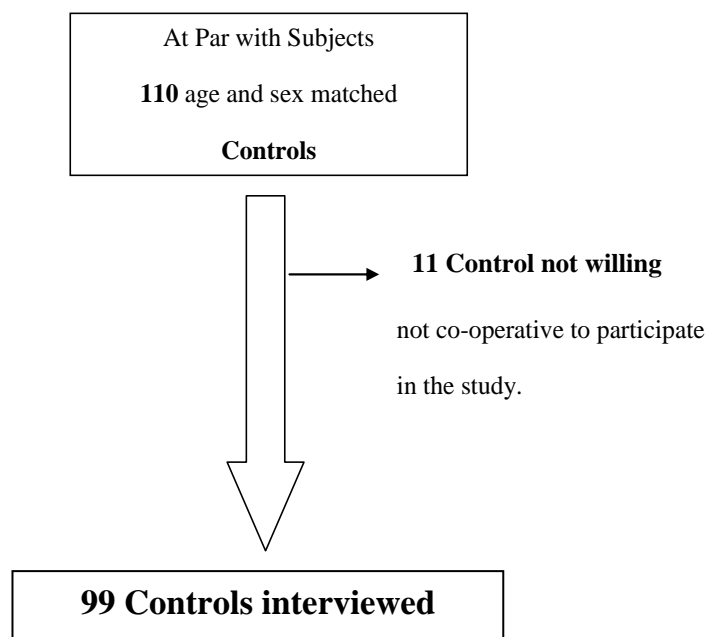 At Par with Subjects
110 age and sex matched
Controls
11 Control not willing
not co-operative to participate
in the study.
99 Controls interviewed